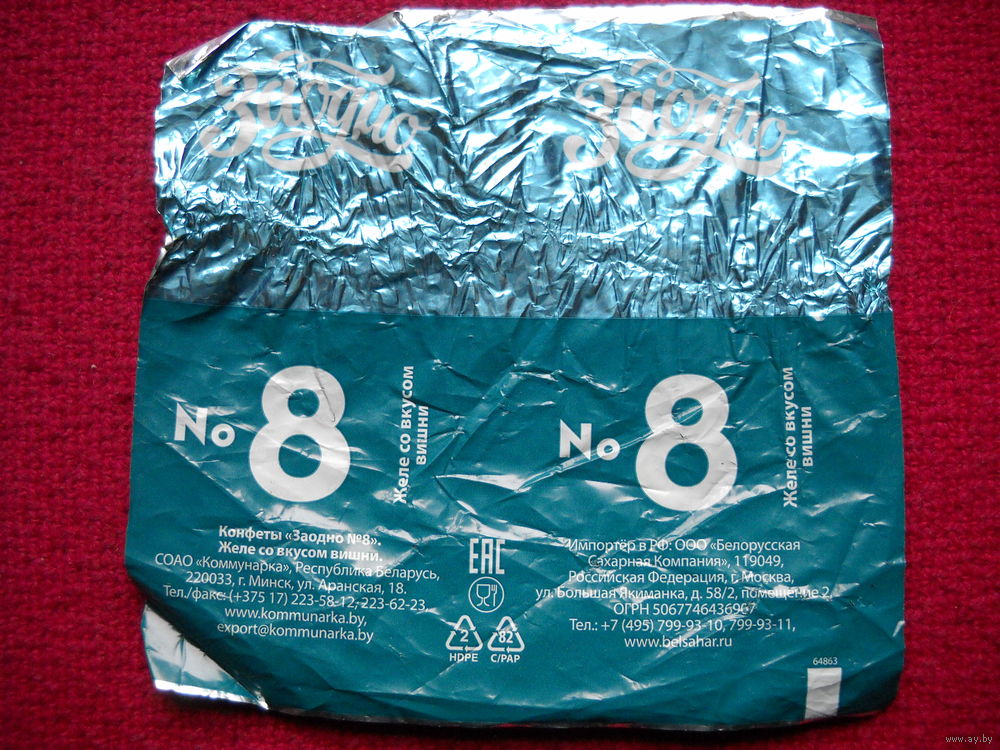 Заодно
Заодно
No 8
Желе со вкусом
вишни
No 8
Желе со вкусом
вишни
Конфеты «Заодно №8».
Желе со вкусом вишни.
СОАО «Коммунарка», Республика Беларусь,
220033, г. Минск, ул. Аранская, 18.
Тел./факс: (+375 17) 223-58-12, 223-62-23,
www.kommunarka.by,
export@kommunarka.by
EAC
2
HDPE
82
C/PAP
Импортёр в РФ: ООО «Белорусская
Сахарная Компания», 119049,
Российская Федерация, г. Москва,
ул. Большая Якиманка, д. 58/2, помещение 2,
ОГРН 5067746436967
Тел.: +7 (495) 799-93-10, 799-93-11,
www.belsahar.ru
64863
www.ay.by